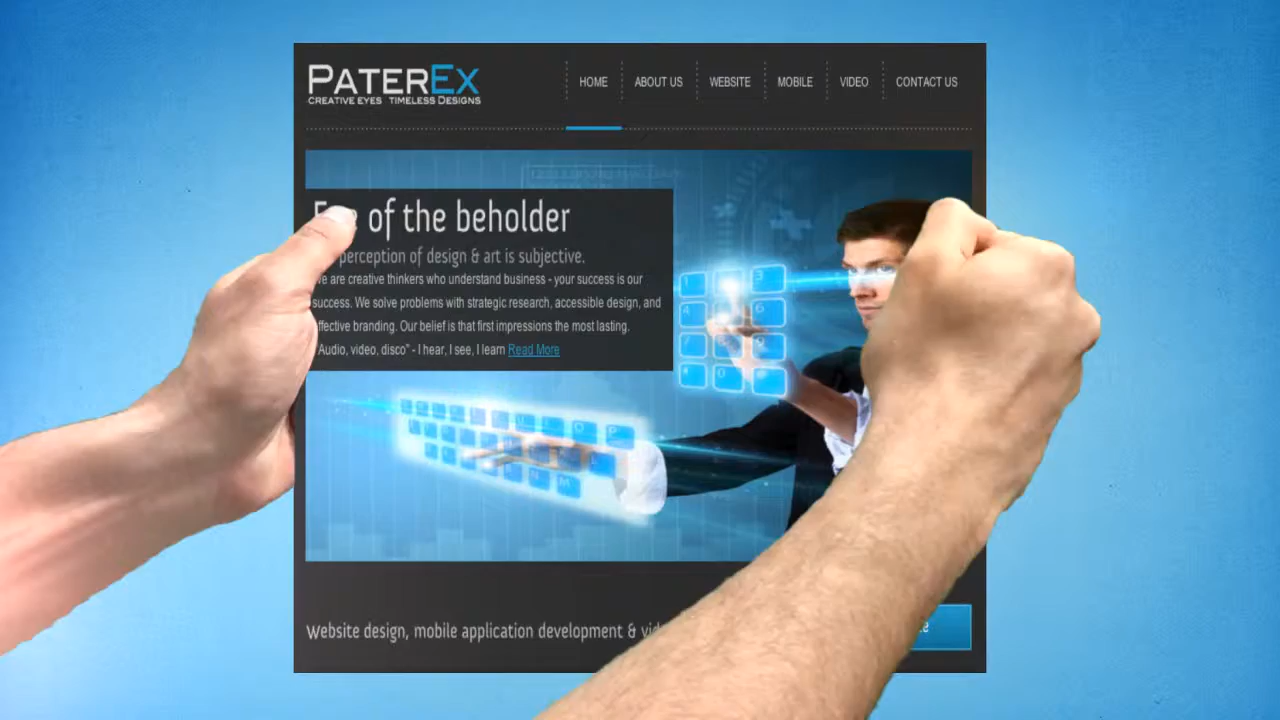 PATEREX
CREATIVE EYES TIMELESS DESIGNS
HOME ABOUT US WEBSITE MOBILE VIDEO CONTACT US
of the beholder
perception of design & art is subjective.
are creative thinkers who understand business - your success is our
success. We solve problems with strategic research, accessible design, and
effective branding. Our belief is that first impressions the most lasting.
"Audio, video, disco" - I hear, I see, I learn Read More
Website design, mobile application development &